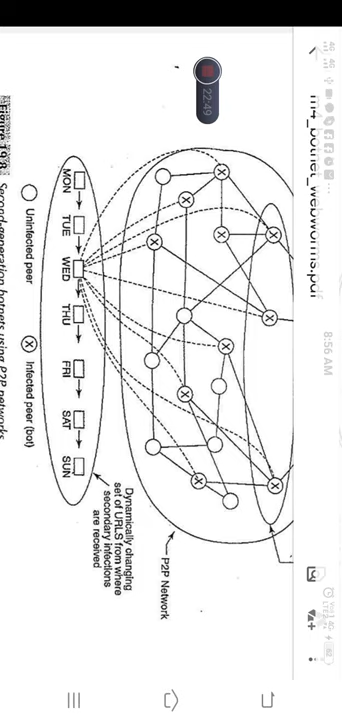 8:56 AM
m4_botnet_webworms.pdf
22:49
P2P Network
Dynamically changing
set of URLS from where
secondary infections
are received
MON TUE WED THU FRI SAT SUN
Uninfected peer X Infected peer (bot)
Figure 19.8 Second-generation botnets using P2P networks